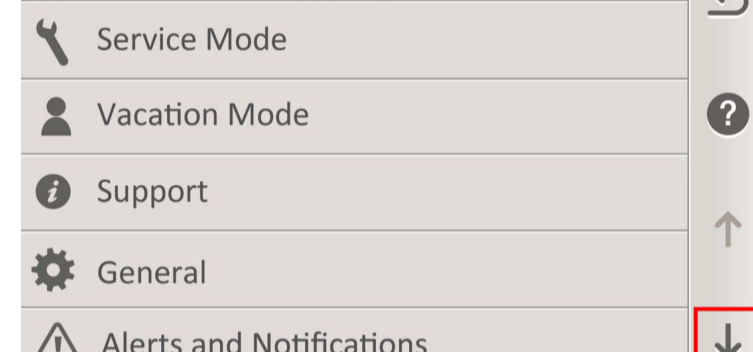 Service Mode
Vacation Mode
Support
General
Alerts and Notifications